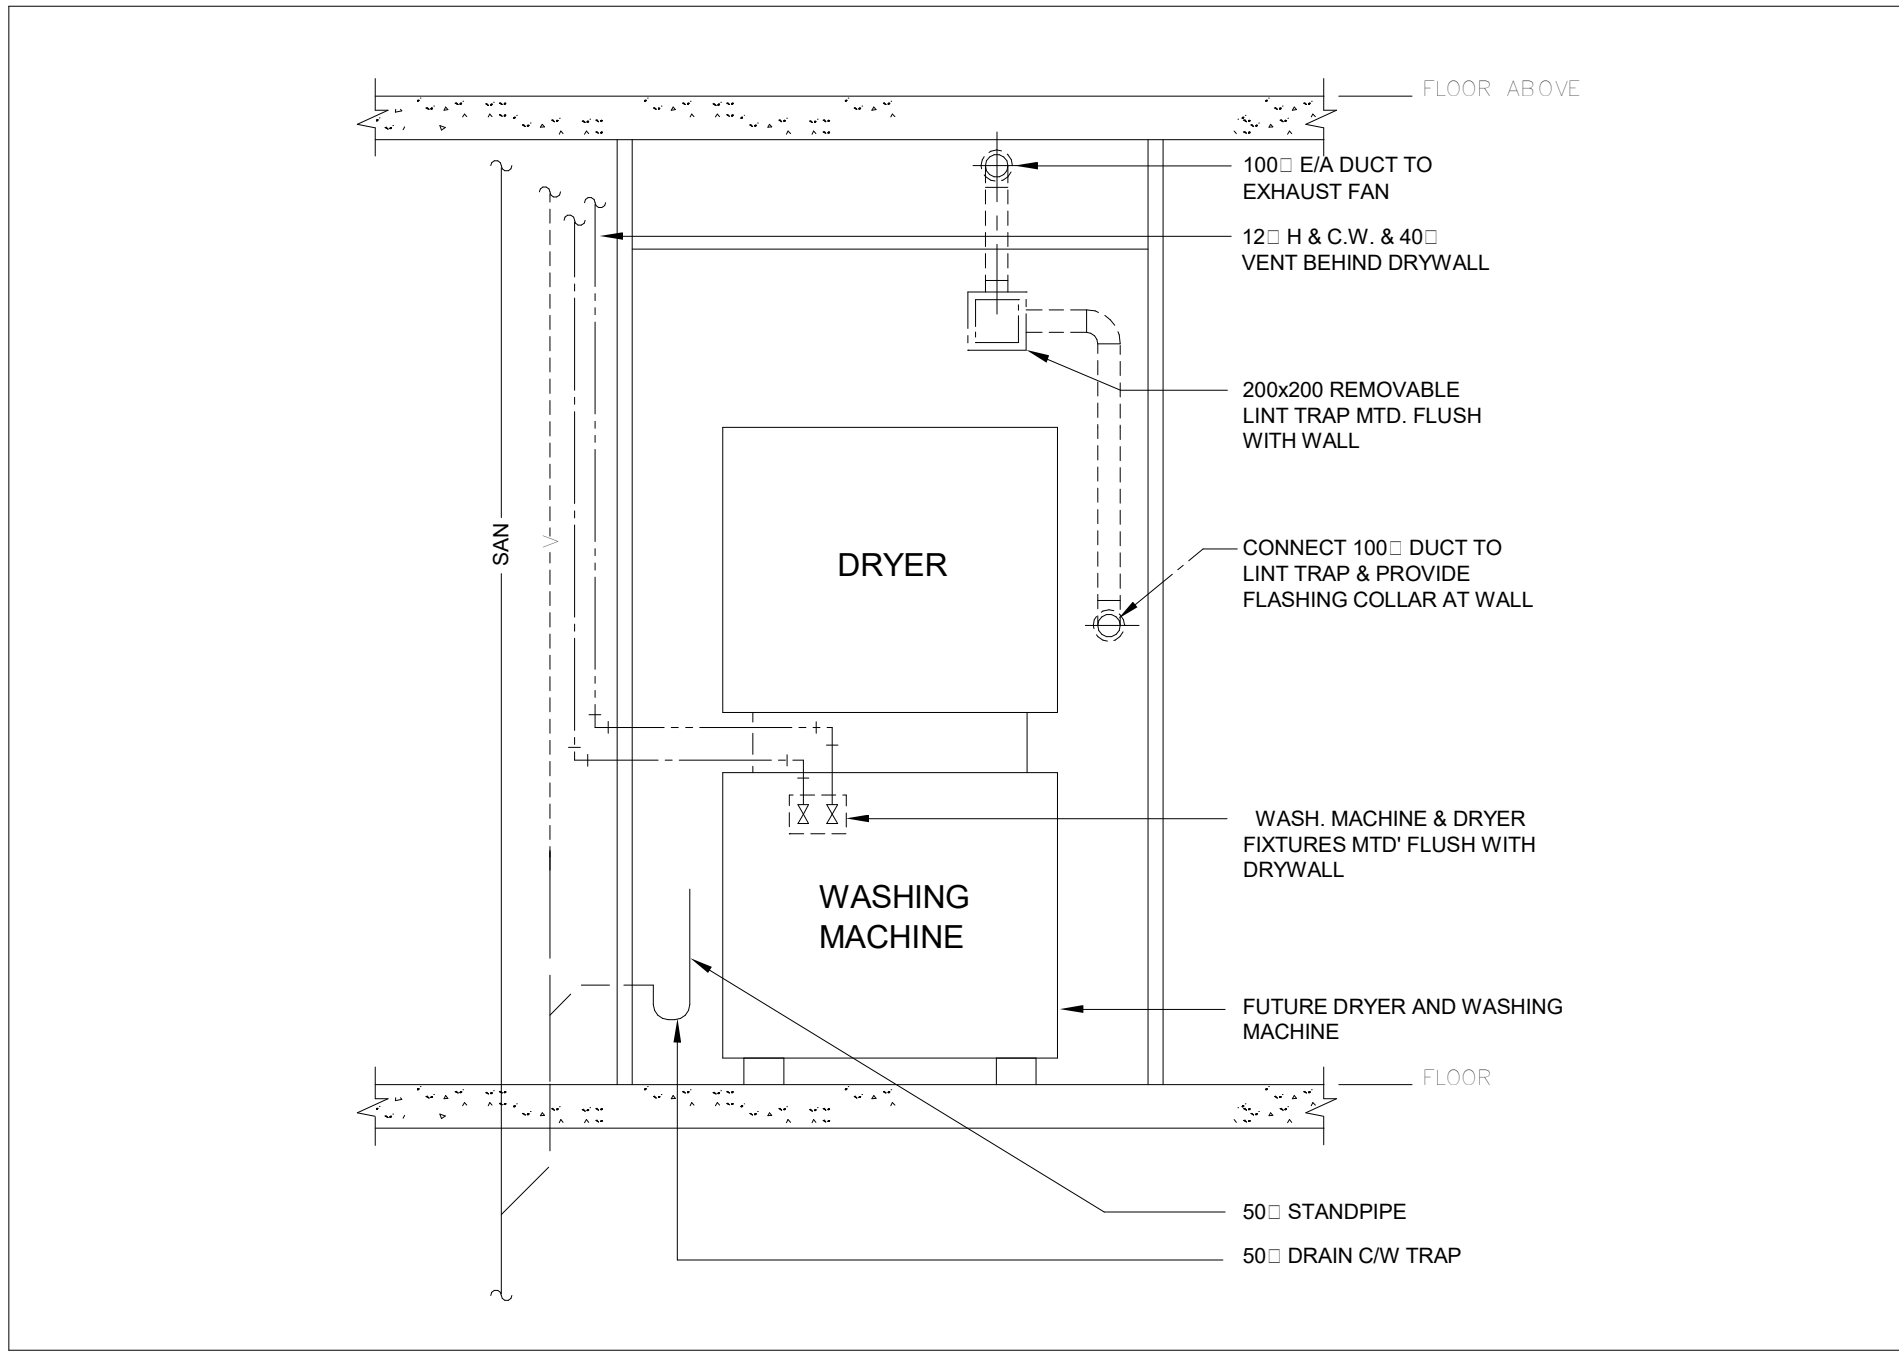 FLOOR ABOVE
100□ E/A DUCT TO
EXHAUST FAN
12□ H & C.W. & 40□
VENT BEHIND DRYWALL
200x200 REMOVABLE
LINT TRAP MTD. FLUSH
WITH WALL
SAN
V
DRYER
CONNECT 100□ DUCT TO
LINT TRAP & PROVIDE
FLASHING COLLAR AT WALL
WASH. MACHINE & DRYER
FIXTURES MTD' FLUSH WITH
DRYWALL
WASHING
MACHINE
FUTURE DRYER AND WASHING
MACHINE
FLOOR
50□ STANDPIPE
50□ DRAIN C/W TRAP